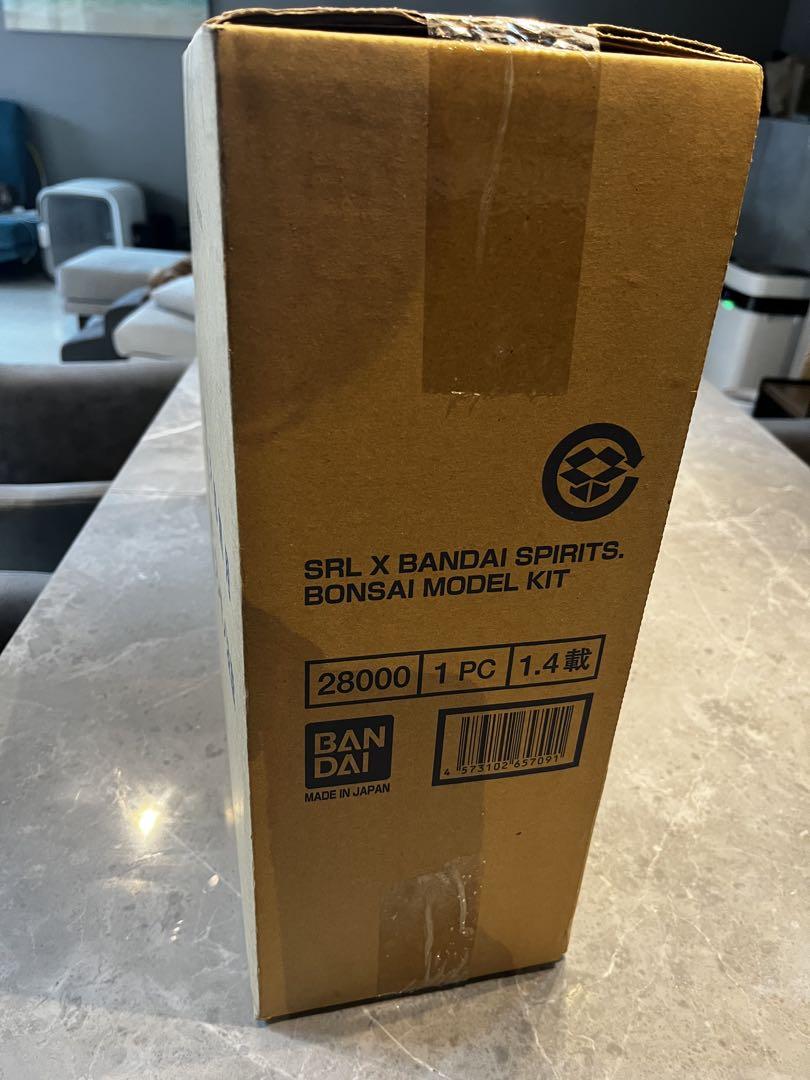 SRL X BANDAI SPIRITS.
BONSAI MODEL KIT
28000 1 PC 1.4載
BAN
DAI
MADE IN JAPAN
4 573102 657091